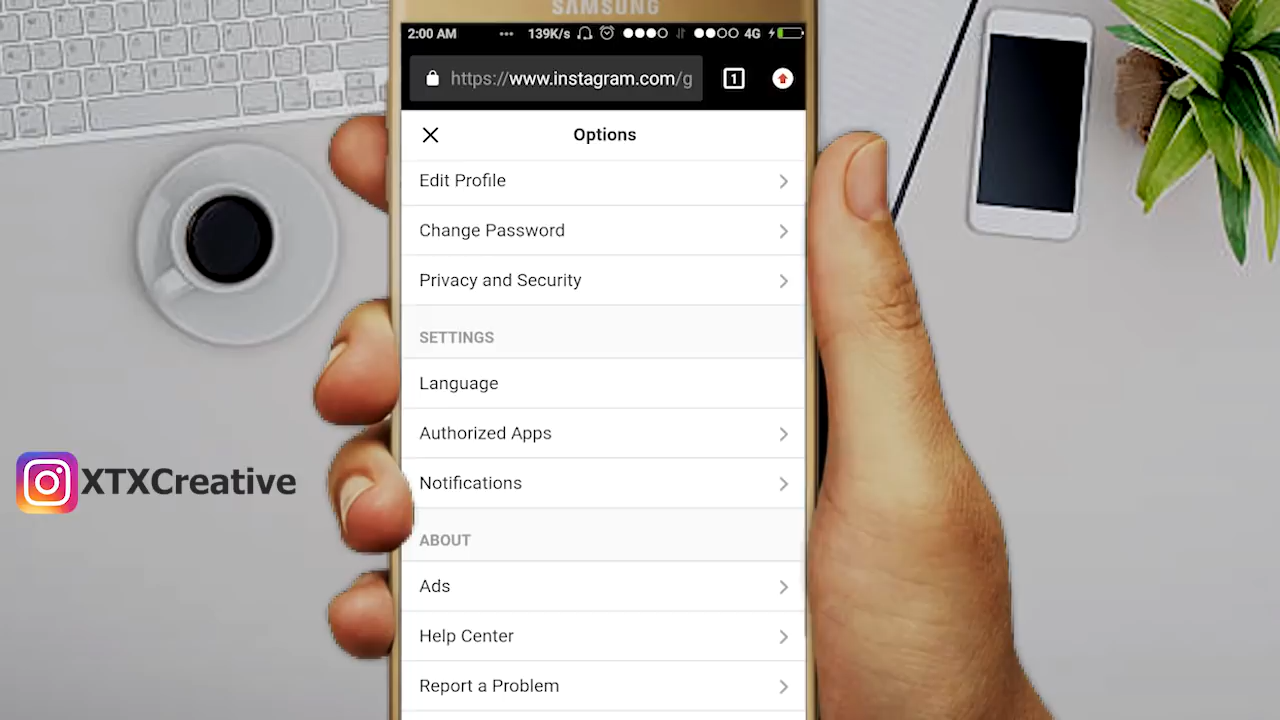 SAMSUNG
2:00 AM ... 139K/s 4G
https://www.instagram.com/g 1
Options
Edit Profile
Change Password
Privacy and Security
SETTINGS
Language
Authorized Apps
Notifications
XTXCreative
ABOUT
Ads
Help Center
Report a Problem